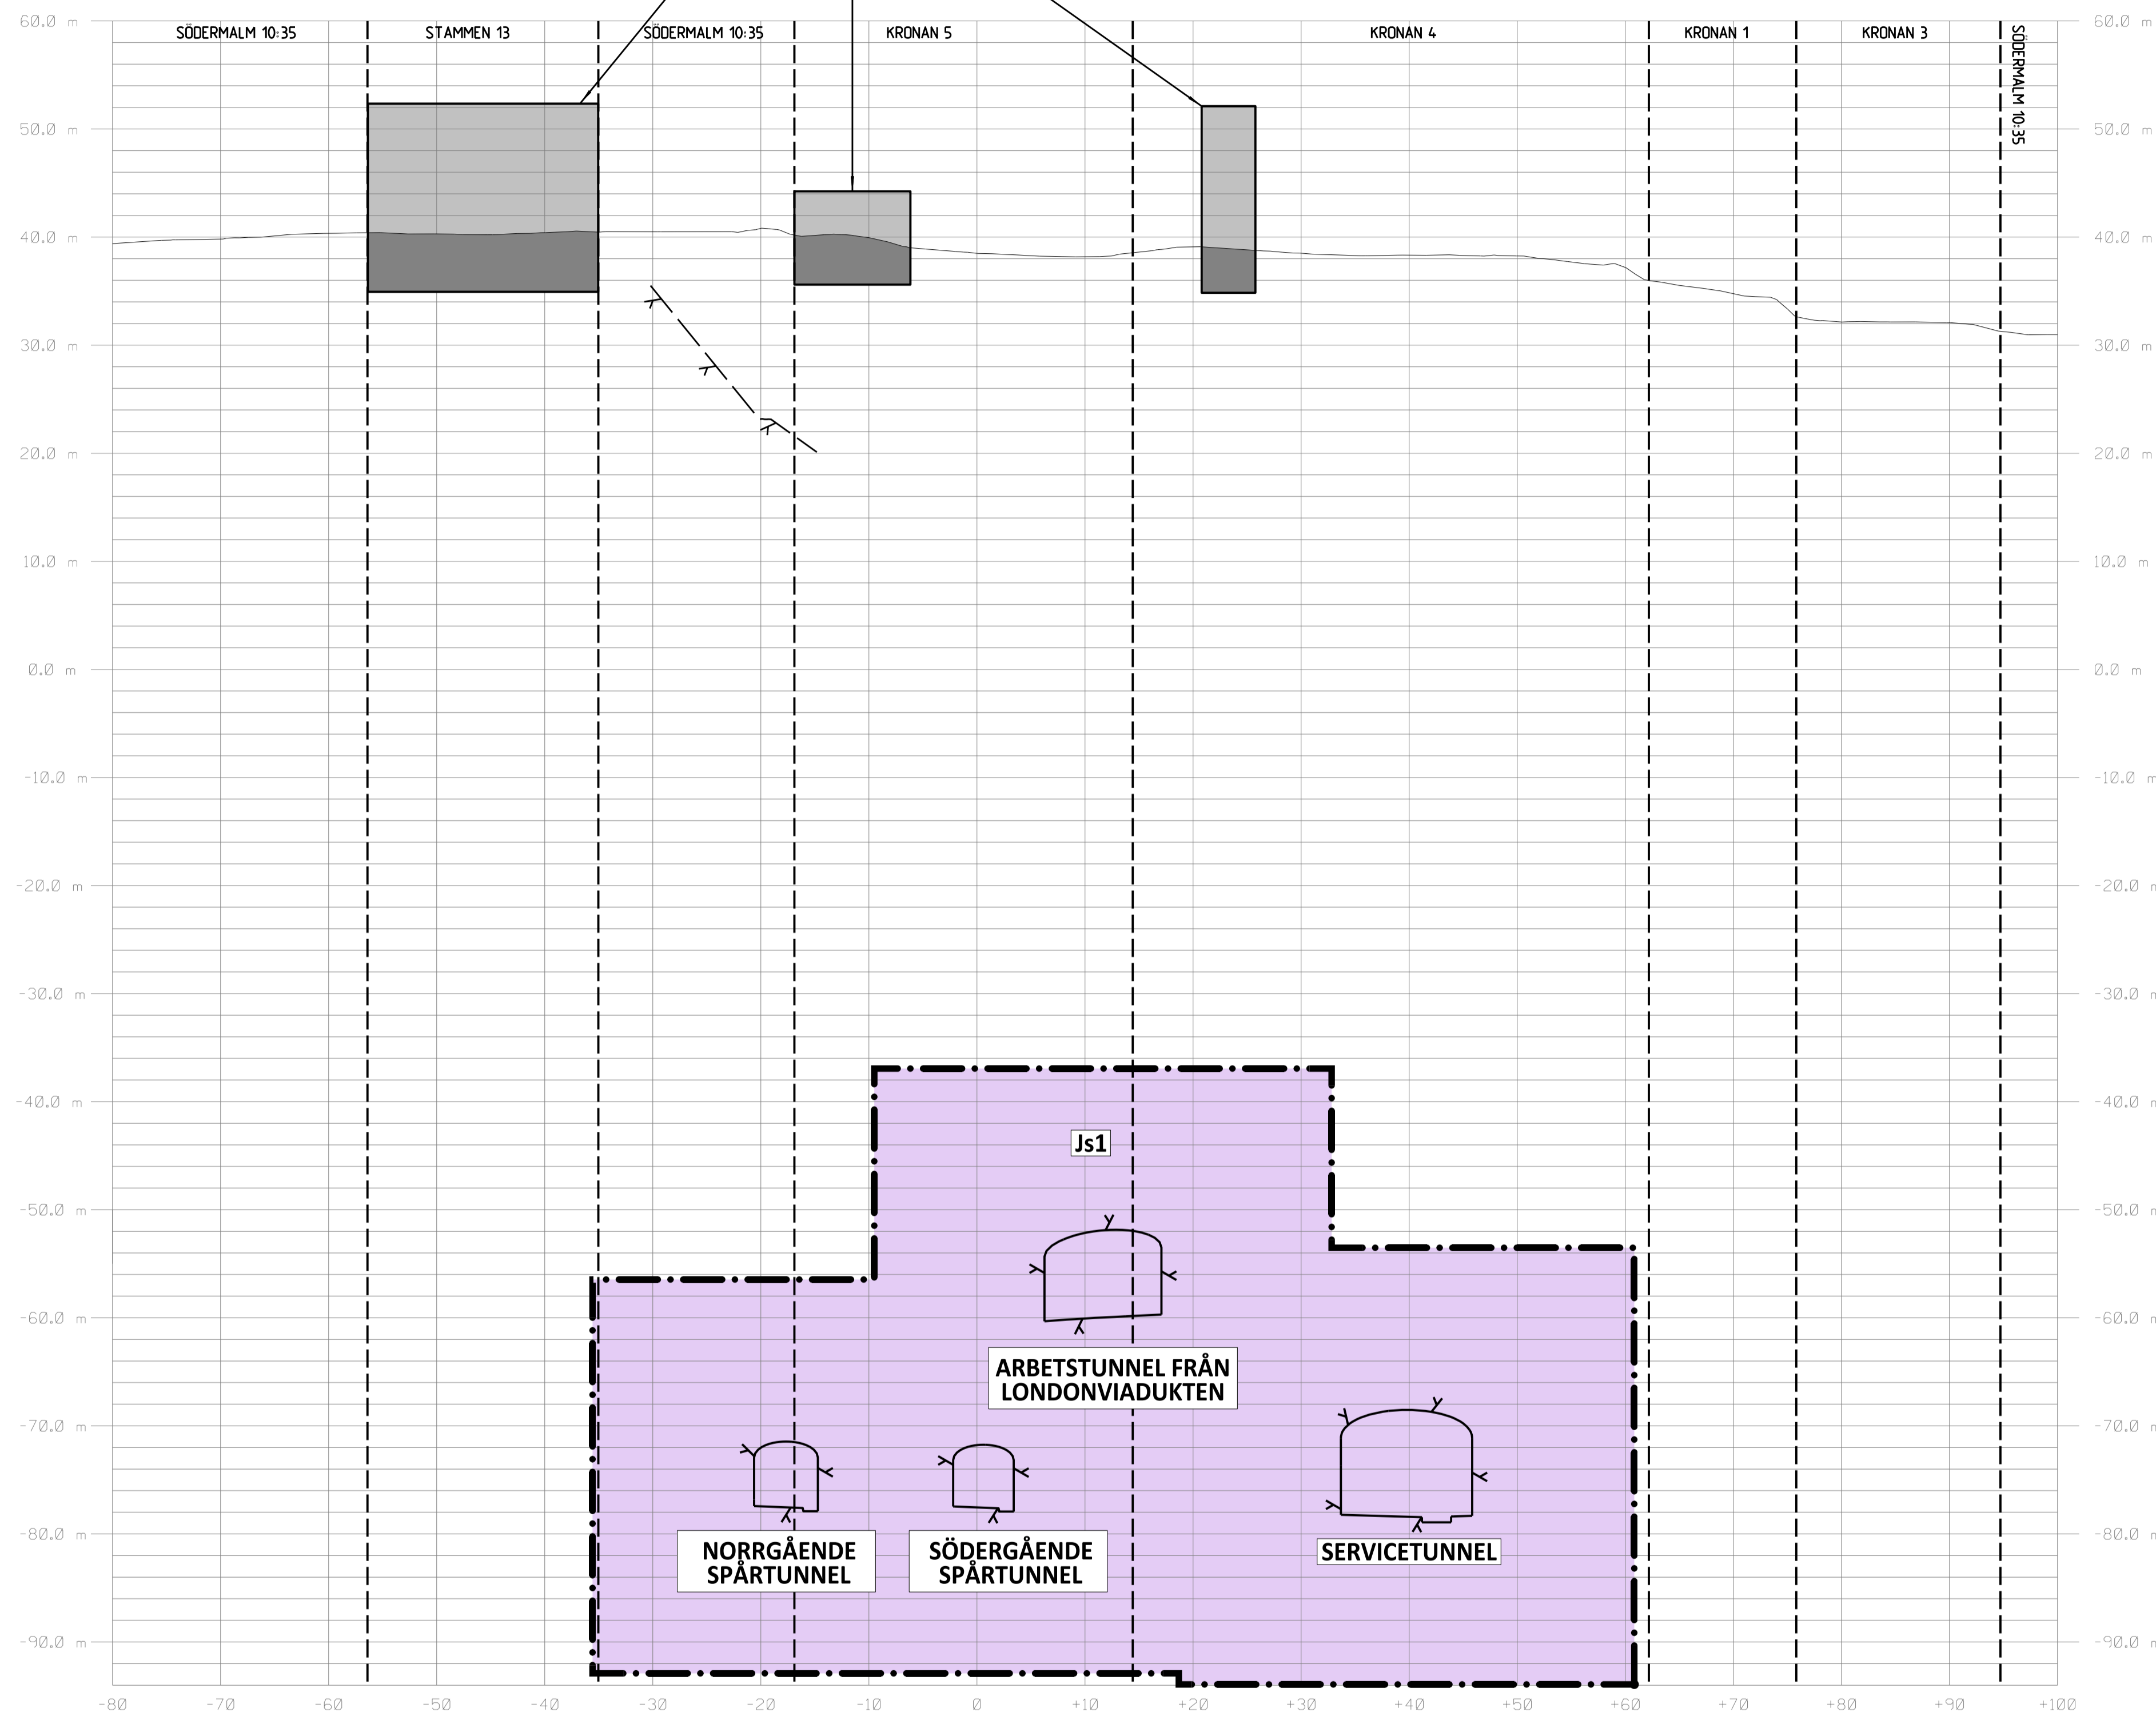 SÖDERMALM 10:35
STAMMEN 13
SÖDERMALM 10:35
KRONAN 5
KRONAN 4
KRONAN 1
KRONAN 3
SÖDERMALM 10:35
60.0 m
50.0 m
40.0 m
30.0 m
20.0 m
10.0 m
0.0 m
-10.0 m
-20.0 m
-30.0 m
-40.0 m
-50.0 m
-60.0 m
-70.0 m
-80.0 m
-90.0 m
60.0 m
50.0 m
40.0 m
30.0 m
20.0 m
10.0 m
0.0 m
-10.0 m
-20.0 m
-30.0 m
-40.0 m
-50.0 m
-60.0 m
-70.0 m
-80.0 m
-90.0 m
Js1
ARBETSTUNNEL FRÅN
LONDONVIADUKTEN
NORRGÅENDE
SPÅRTUNNEL
SÖDERGÅENDE
SPÅRTUNNEL
SERVICETUNNEL
-80 -70 -60 -50 -40 -30 -20 -10 0 +10 +20 +30 +40 +50 +60 +70 +80 +90 +100